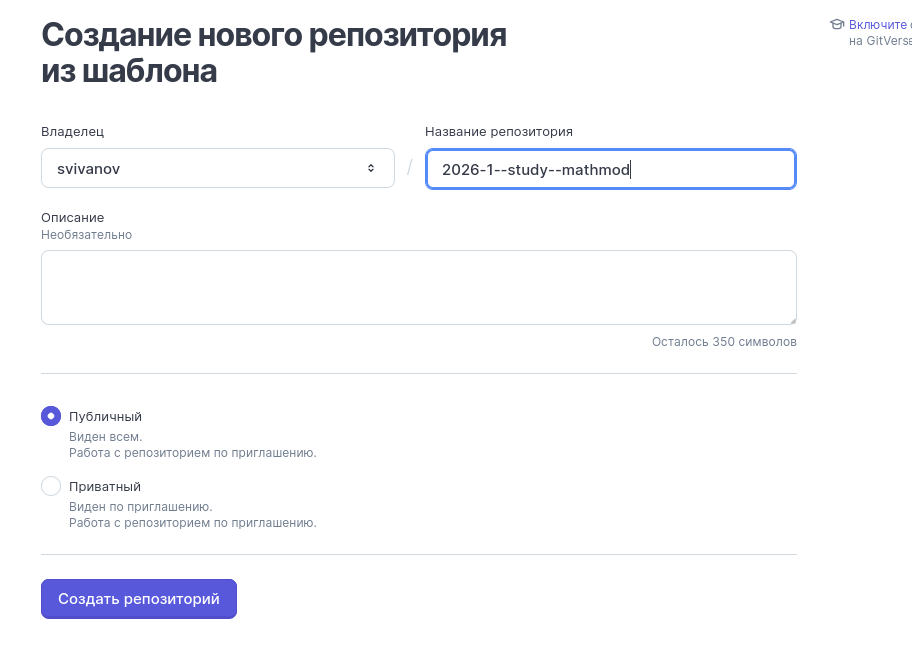 Создание нового репозитория
из шаблона
Включите
на GitVers
Владелец
Название репозитория
svivanov
/
2026-1--study--mathmod
Описание
Необязательно
Осталось 350 символов
Публичный
Виден всем.
Работа с репозиторием по приглашению.
Приватный
Виден по приглашению.
Работа с репозиторием по приглашению.
Создать репозиторий